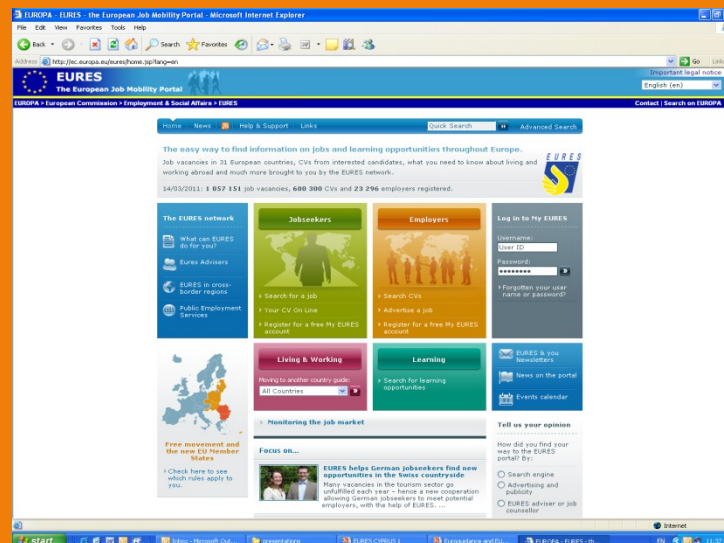 EUROPA - EURES - the European Job Mobility Portal - Microsoft Internet Explorer
File Edit View Favorites Tools Help
Back Search Favorites
Address http://ec.europa.eu/eures/home.jsp?lang=en Go Links
EURES
The European Job Mobility Portal
Important legal notice
English (en)
EUROPA > European Commission > Employment & Social Affairs > EURES
Contact | Search on EUROPA
Home News Help & Support Links Quick Search Advanced Search
The easy way to find information on jobs and learning opportunities throughout Europe.
Job vacancies in 31 European countries, CVs from interested candidates, what you need to know about living and
working abroad and much more brought to you by the EURES network.
14/03/2011: 1 057 151 job vacancies, 600 300 CVs and 23 296 employers registered.
EURES
The EURES network
What can EURES
do for you?
Eures Advisers
EURES in cross-
border regions
Public Employment
Services
Jobseekers
Search for a job
Your CV On Line
Register for a free My EURES
account
Employers
Search CVs
Advertise a job
Register for a free My EURES
account
Log in to My EURES
Username:
User ID
Password:
Forgotten your user
name or password?
Free movement and
the new EU Member
States
Check here to see
which rules apply to
you.
Living & Working
Moving to another country guide:
All Countries
Learning
Search for learning
opportunities
EURES & you
Newsletters
News on the portal
Events calendar
Monitoring the job market
Focus on...
EURES helps German jobseekers find new
opportunities in the Swiss countryside
Many vacancies in the tourism sector go
unfulfilled each year – hence a new cooperation
allowing German jobseekers to meet potential
employers, with the help of EURES. ...
Tell us your opinion
How did you find your
way to the EURES
portal? By:
Search engine
Advertising and
publicity
EURES adviser or job
counsellor
Internet
start
Inbox - Microsoft Out...
presentations
EURES CYPRUS 1
Euroguidance and EU...
EUROPA - EURES - th...
EN
11:37